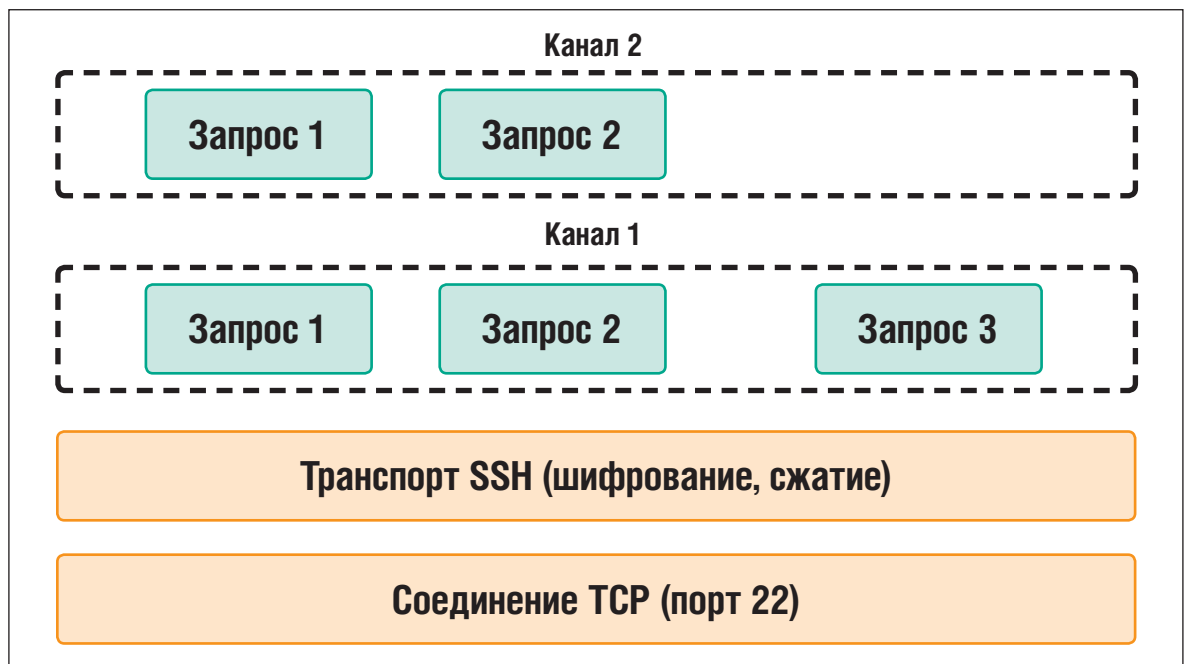 Канал 2
Запрос 1 Запрос 2
Канал 1
Запрос 1 Запрос 2 Запрос 3
Транспорт SSH (шифрование, сжатие)
Соединение TCP (порт 22)